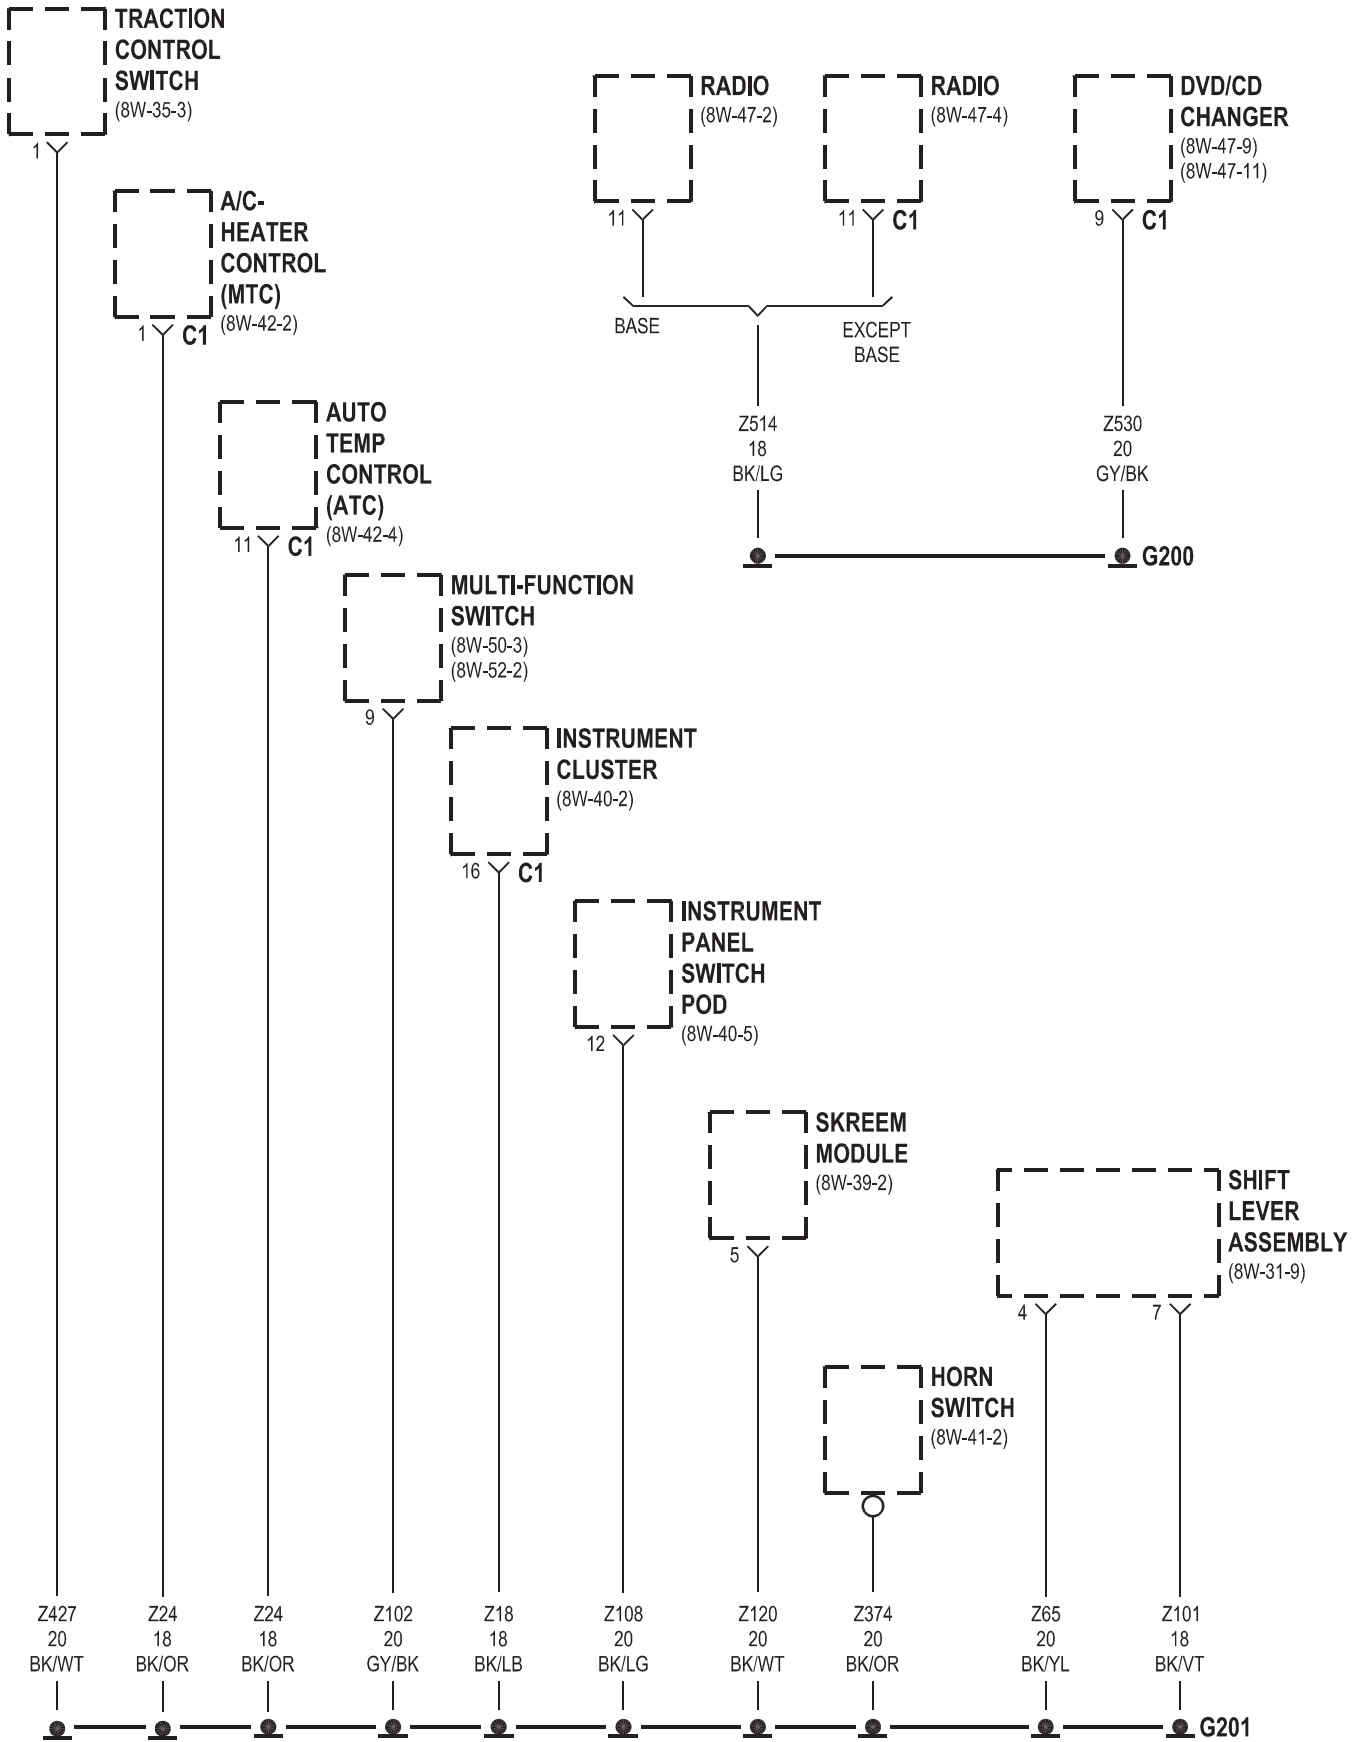 TRACTION
CONTROL
SWITCH
(8W-35-3)
1
A/C-
HEATER
CONTROL
(MTC)
(8W-42-2)
1 C1
AUTO
TEMP
CONTROL
(ATC)
(8W-42-4)
11 C1
MULTI-FUNCTION
SWITCH
(8W-50-3)
(8W-52-2)
9
INSTRUMENT
CLUSTER
(8W-40-2)
16 C1
INSTRUMENT
PANEL
SWITCH
POD
(8W-40-5)
12
SKREEM
MODULE
(8W-39-2)
5
HORN
SWITCH
(8W-41-2)
SHIFT
LEVER
ASSEMBLY
(8W-31-9)
4
7
RADIO
(8W-47-2)
11
BASE
RADIO
(8W-47-4)
11 C1
EXCEPT
BASE
DVD/CD
CHANGER
(8W-47-9)
(8W-47-11)
9 C1
Z514
18
BK/LG
Z530
20
GY/BK
G200
Z427
20
BK/WT
Z24
18
BK/OR
Z24
18
BK/OR
Z102
20
GY/BK
Z18
18
BK/LB
Z108
20
BK/LG
Z120
20
BK/WT
Z374
20
BK/OR
Z65
20
BK/YL
Z101
18
BK/VT
G201